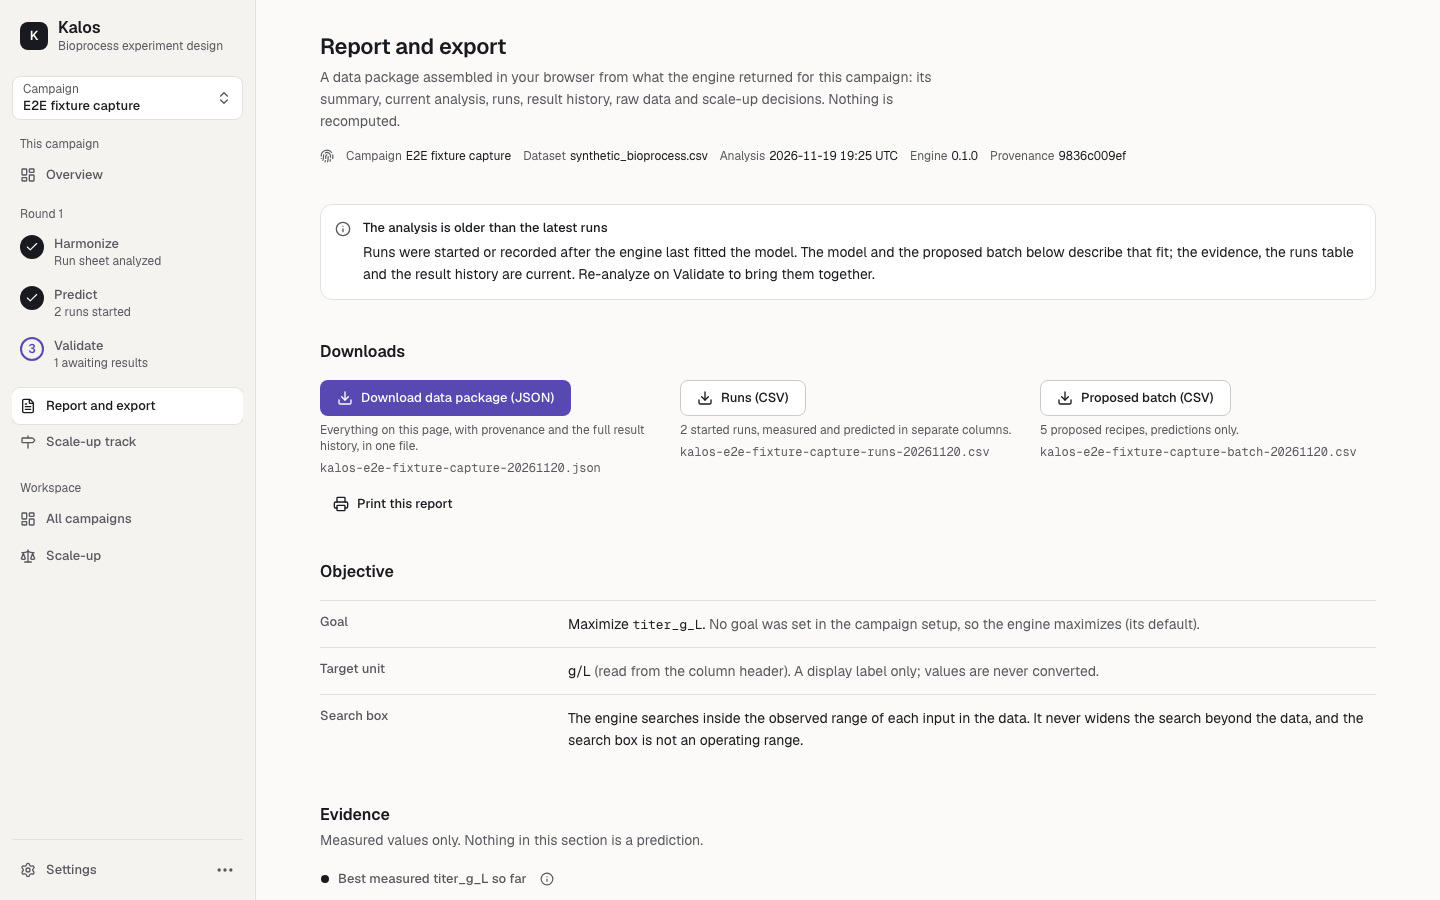 K
Kalos
Bioprocess experiment design
Campaign
E2E fixture capture
This campaign
Overview
Round 1
Harmonize
Run sheet analyzed
Predict
2 runs started
3
Validate
1 awaiting results
Report and export
Scale-up track
Workspace
All campaigns
Scale-up
Settings
Report and export
A data package assembled in your browser from what the engine returned for this campaign: its
summary, current analysis, runs, result history, raw data and scale-up decisions. Nothing is
recomputed.
Campaign E2E fixture capture Dataset synthetic_bioprocess.csv Analysis 2026-11-19 19:25 UTC Engine 0.1.0 Provenance 9836c009ef
The analysis is older than the latest runs
Runs were started or recorded after the engine last fitted the model. The model and the proposed batch below describe that fit; the evidence, the runs table
and the result history are current. Re-analyze on Validate to bring them together.
Downloads
Download data package (JSON)
Everything on this page, with provenance and the full result
history, in one file.
kalos-e2e-fixture-capture-20261120.json
Runs (CSV)
2 started runs, measured and predicted in separate columns.
kalos-e2e-fixture-capture-runs-20261120.csv
Proposed batch (CSV)
5 proposed recipes, predictions only.
kalos-e2e-fixture-capture-batch-20261120.csv
Print this report
Objective
Goal
Maximize titer_g_L. No goal was set in the campaign setup, so the engine maximizes (its default).
Target unit
g/L (read from the column header). A display label only; values are never converted.
Search box
The engine searches inside the observed range of each input in the data. It never widens the search beyond the data, and the
search box is not an operating range.
Evidence
Measured values only. Nothing in this section is a prediction.
Best measured titer_g_L so far